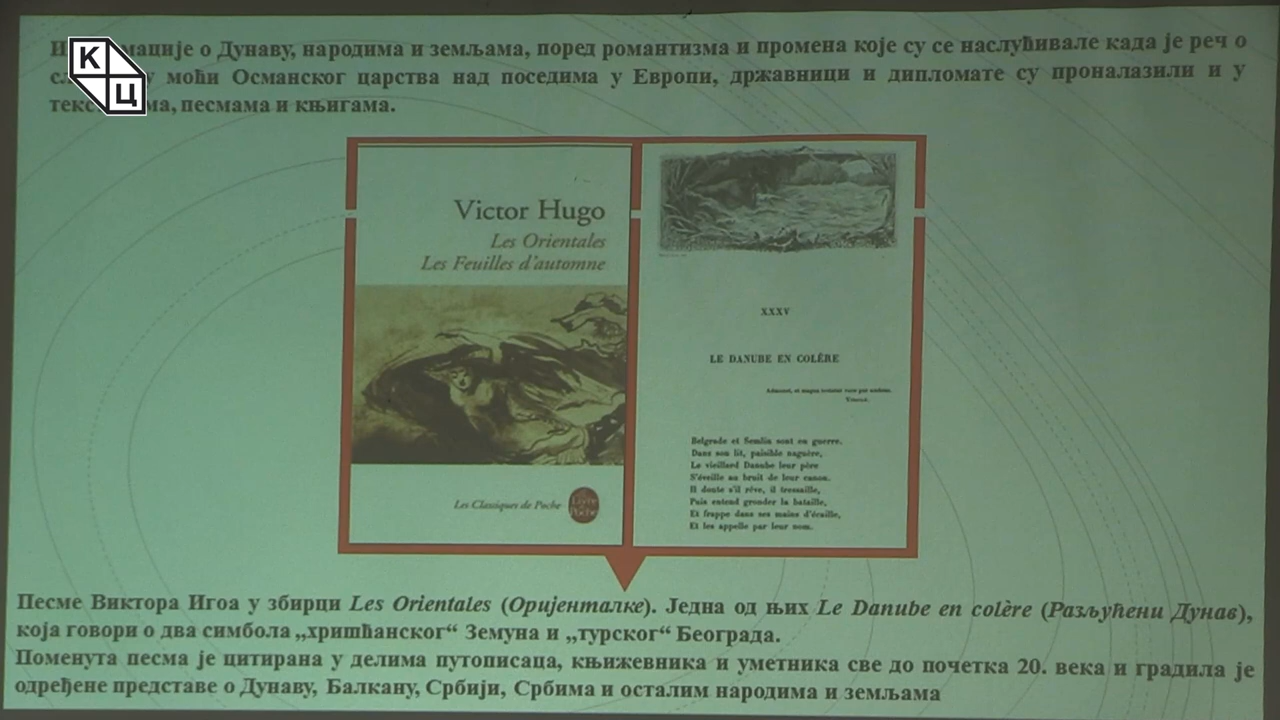 К
Ц
о Дунаву, народима и земљама, поред романтизма и промена које су се наслућивале када је реч о
моћи Османског царства над поседима у Европи, државници и дипломате су проналазили и у
песмама и књигама.
Victor Hugo
Les Orientales
Les Feuilles d'automne
Les Classiques de Poche
XXXV
LE DANUBE EN COLÈRE
Belgrade et Semlin sont en guerre.
Dans son lit, paisible naguère,
Le vieillard Danube leur père
S'éveille au bruit de leur canon.
Il doute s'il rêve, il tressaille,
Puis entend gronder la bataille,
Et frappe dans ses mains d'écaille,
Et les appelle par leur nom.
Песме Виктора Игоа у збирци Les Orientales (Оријенталке). Једна од њих Le Danube en colère (Разљућени Дунав),
која говори о два симбола „хришћанског“ Земуна и „турског“ Београда.
Поменута песма је цитирана у делима путописаца, књижевника и уметника све до почетка 20. века и градила је
одређене представе о Дунаву, Балкану, Србији, Србима и осталим народима и земљама